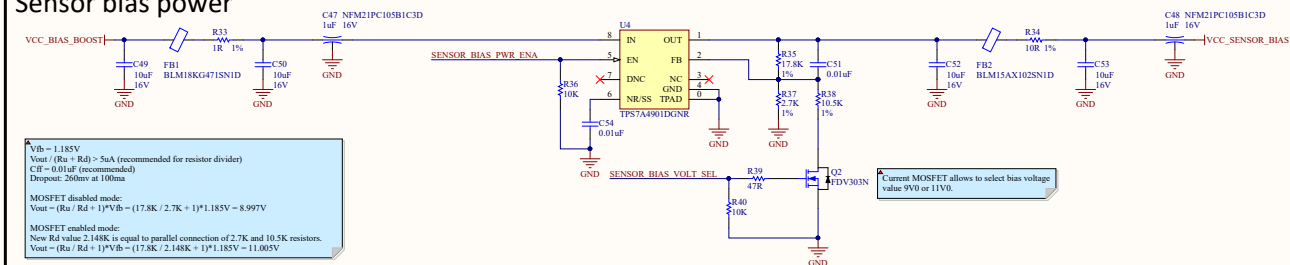 Sensor bias power
VCC_BIAS_BOOST
C49
10uF
16V
GND
FB1
BLM18KG471SN1D
R33
1R 1%
C50
10uF
16V
GND
C47 NFM21PC105B1C3D
1uF 16V
GND
SENSOR_BIAS_PWR_ENA
R36
10K
C54
0.01uF
GND
U4
8 IN OUT 1
5 EN FB 2
7 DNC NC 3
GND 4
6 NR/SS TPAD 0
TPS7A4901DGNR
GND
R35
17.8K
1%
C51
0.01uF
R37
2.7K
1%
R38
10.5K
1%
GND
C52
10uF
16V
GND
FB2
BLM15AX102SN1D
R34
10R 1%
C53
10uF
16V
GND
C48 NFM21PC105B1C3D
1uF 16V
GND
VCC_SENSOR_BIAS
SENSOR_BIAS_VOLT_SEL
R39
47R
R40
10K
Q2
FDV303N
GND
Vfb = 1.185V
Vout / (Ru + Rd) > 5uA (recommended for resistor divider)
Cff = 0.01uF (recommended)
Dropout: 260mv at 100ma
MOSFET disabled mode:
Vout = (Ru / Rd + 1)*Vfb = (17.8K / 2.7K + 1)*1.185V = 8.997V
MOSFET enabled mode:
New Rd value 2.148K is equal to parallel connection of 2.7K and 10.5K resistors.
Vout = (Ru / Rd + 1)*Vfb = (17.8K / 2.148K + 1)*1.185V = 11.005V
Current MOSFET allows to select bias voltage
value 9V0 or 11V0.